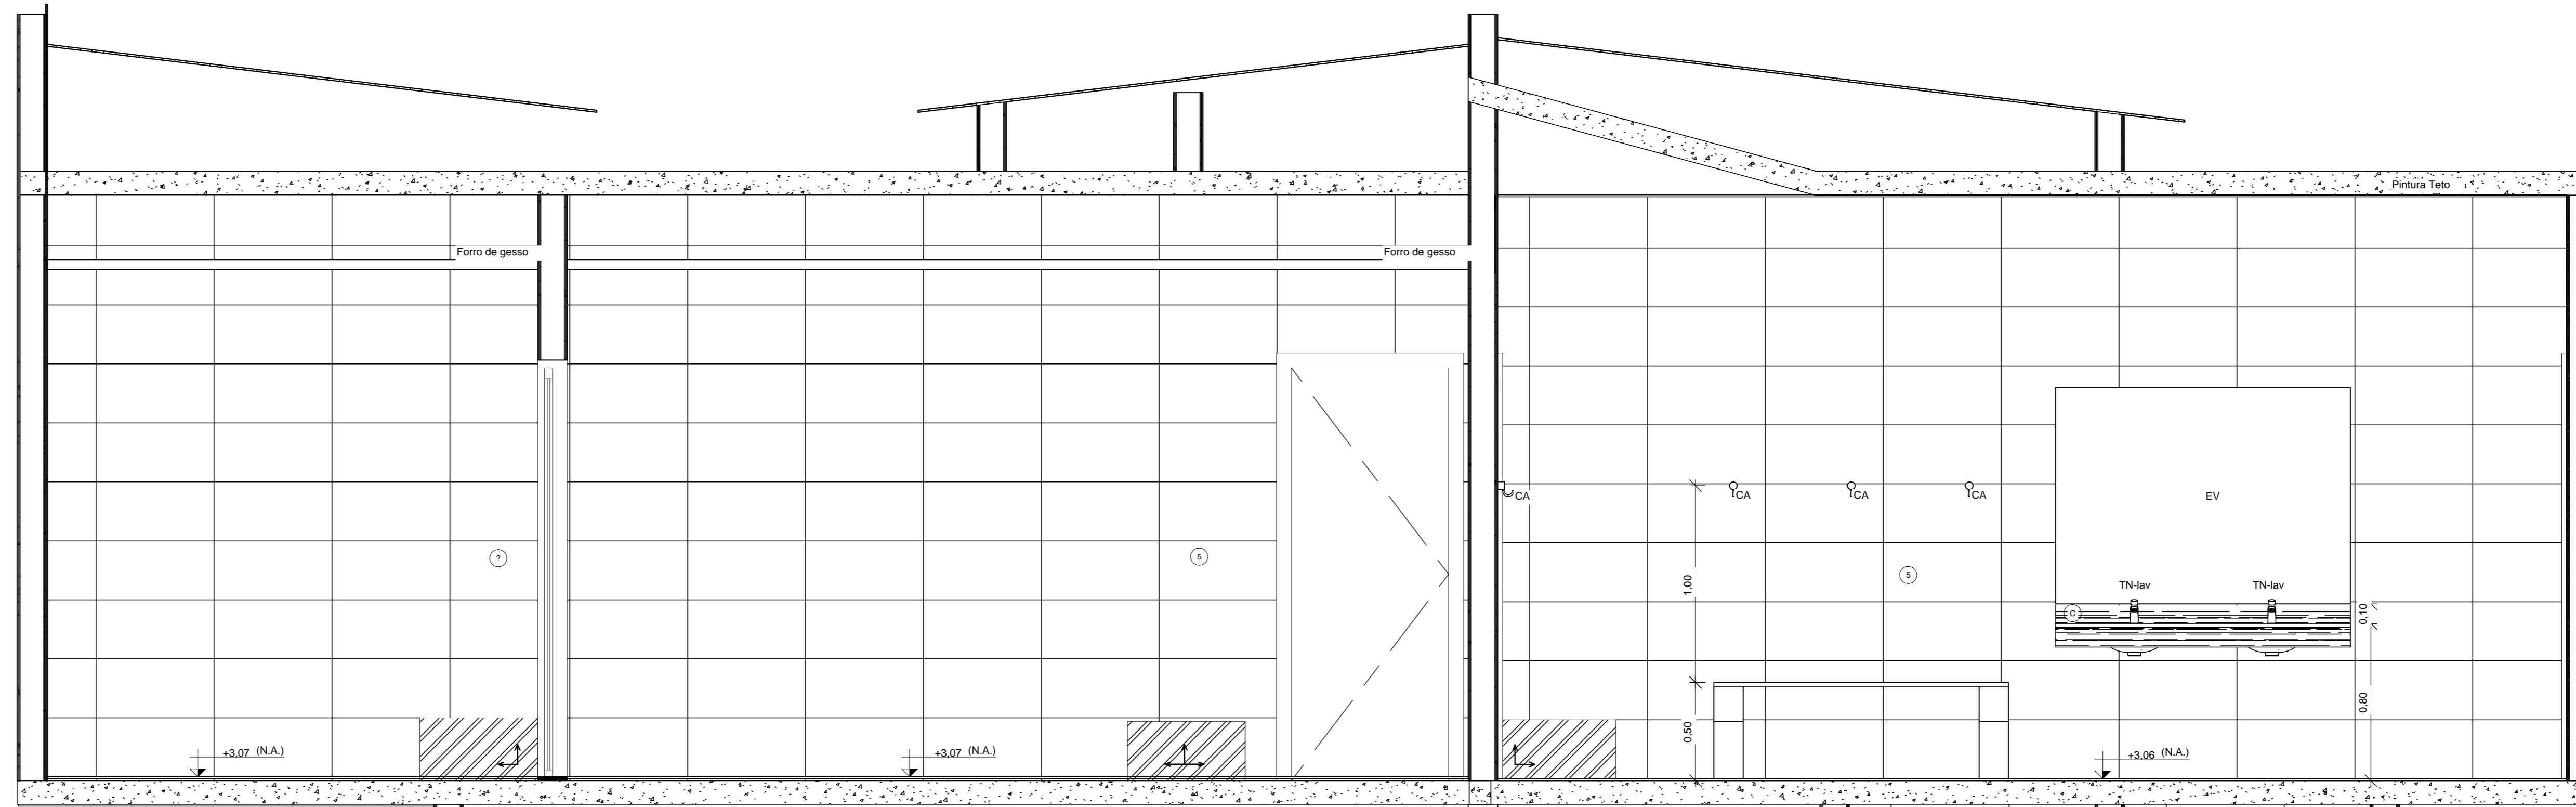 Pintura Teto
Forro de gesso
Forro de gesso
CA
CA
CA
CA
EV
?
5
5
1,00
TN-lav
TN-lav
C
0,10
0,80
0,50
+3,07 (N.A.)
+3,07 (N.A.)
+3,06 (N.A.)